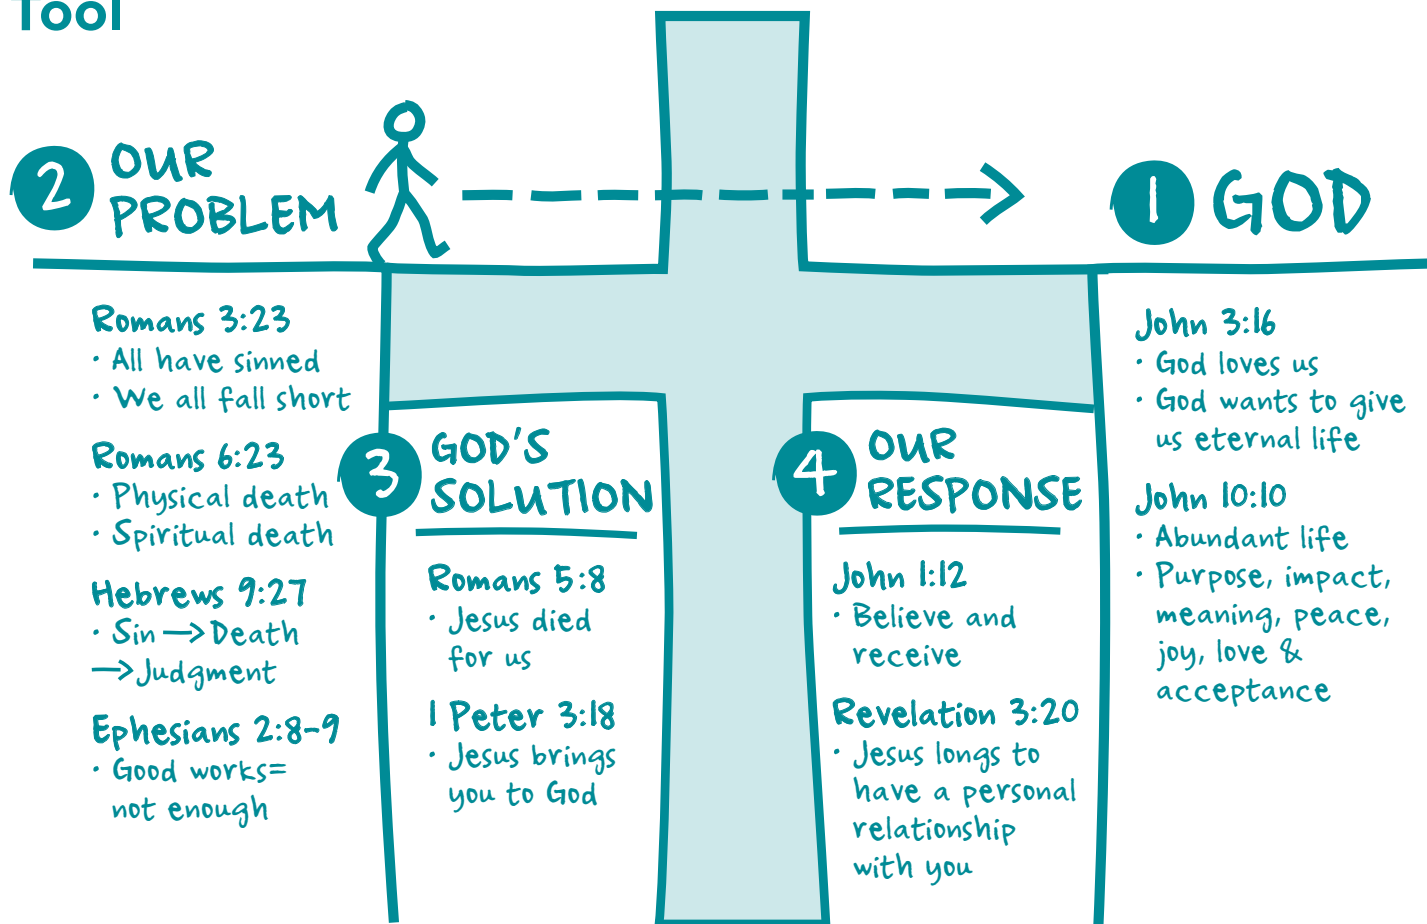 Tool
2 OUR
PROBLEM
Romans 3:23
· All have sinned
· We all fall short
Romans 6:23
· Physical death
· Spiritual death
Hebrews 9:27
· Sin → Death
→ Judgment
Ephesians 2:8-9
· Good works=
not enough
3 GOD'S
SOLUTION
Romans 5:8
· Jesus died
for us
1 Peter 3:18
· Jesus brings
you to God
4 OUR
RESPONSE
John 1:12
· Believe and
receive
Revelation 3:20
· Jesus longs to
have a personal
relationship
with you
1 GOD
John 3:16
· God loves us
· God wants to give
us eternal life
John 10:10
· Abundant life
· Purpose, impact,
meaning, peace,
joy, love &
acceptance